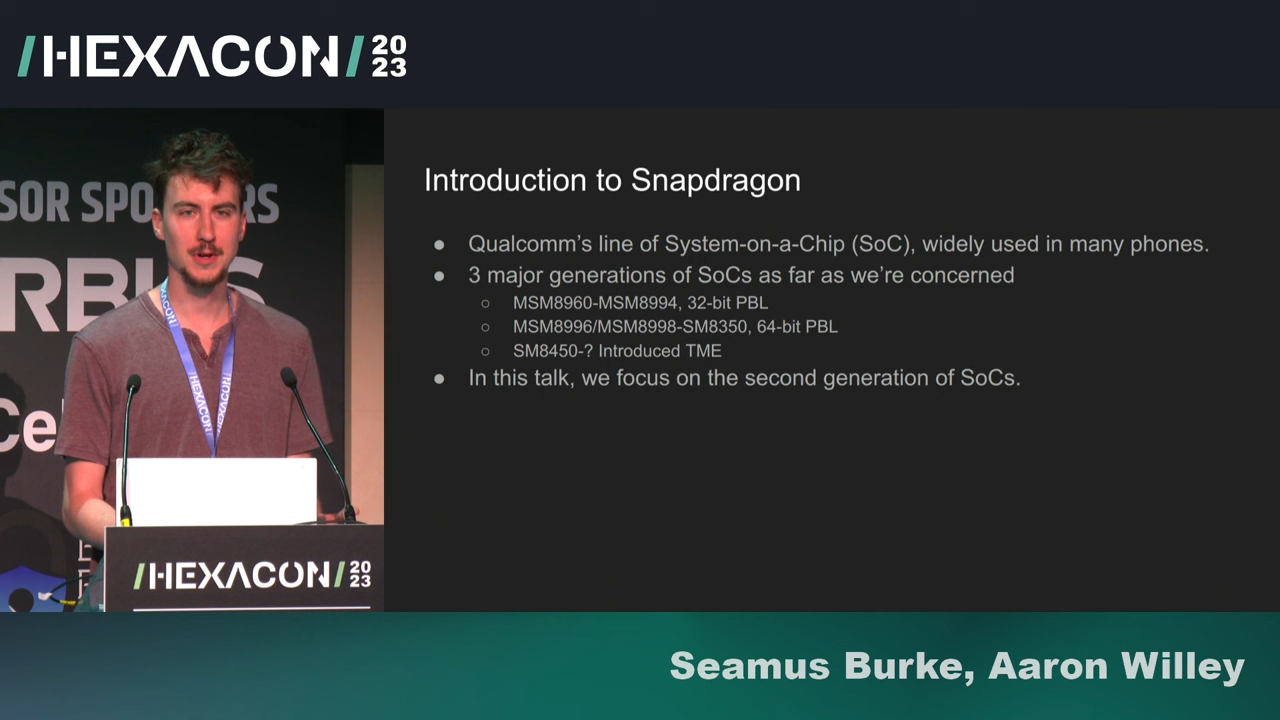 /HEXACON/ 2023
SOR SPO RS
RBUS
Ce
HEXACON
HEXACON
HEXACON
/HEXACON/ 2023
Introduction to Snapdragon
● Qualcomm’s line of System-on-a-Chip (SoC), widely used in many phones.
● 3 major generations of SoCs as far as we’re concerned
○ MSM8960-MSM8994, 32-bit PBL
○ MSM8996/MSM8998-SM8350, 64-bit PBL
○ SM8450-? Introduced TME
● In this talk, we focus on the second generation of SoCs.
Seamus Burke, Aaron Willey